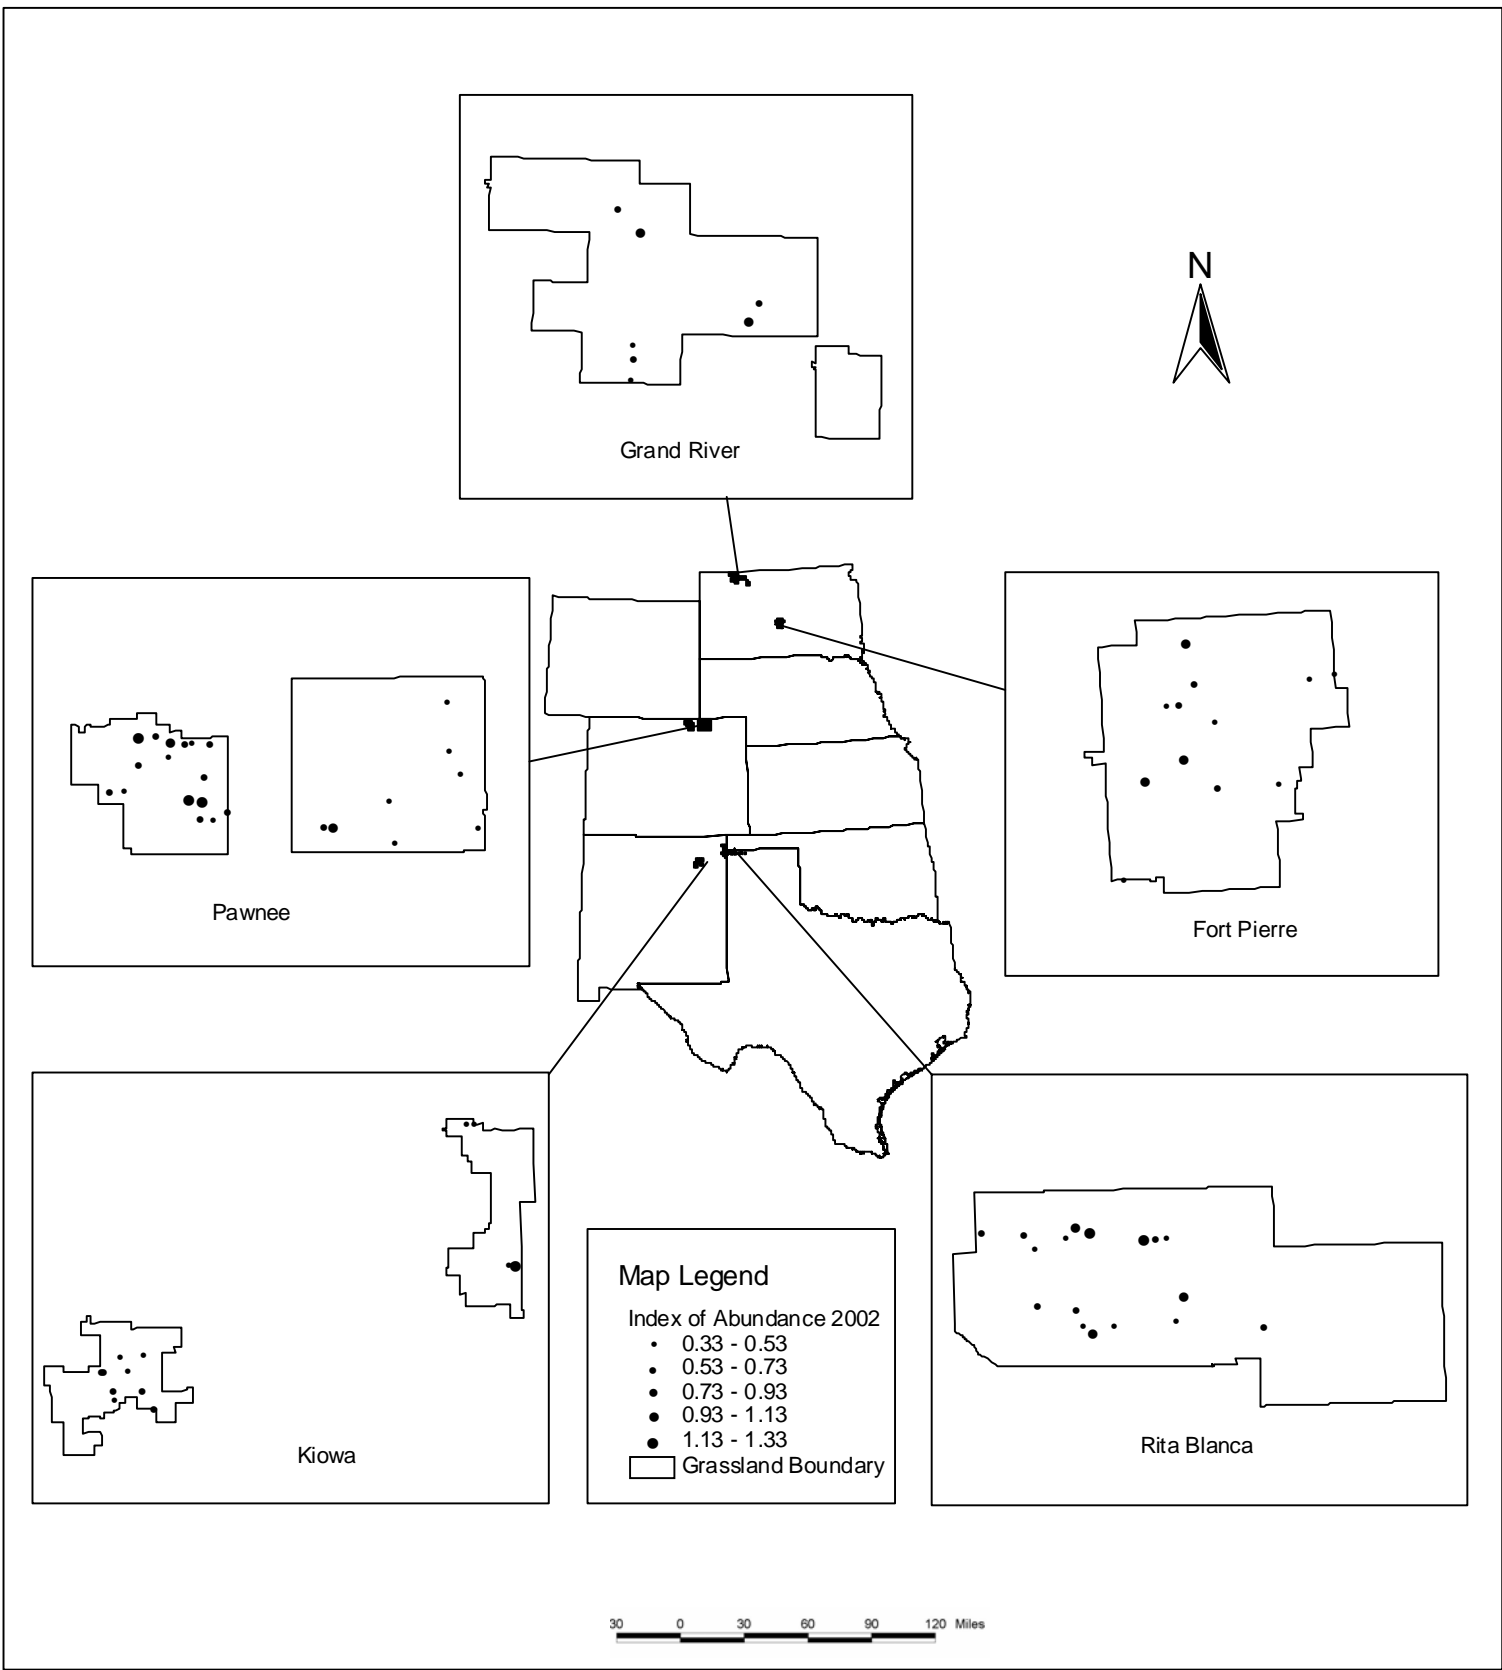 Grand River
N
Pawnee
Fort Pierre
Kiowa
Map Legend
Index of Abundance 2002
0.33 - 0.53
0.53 - 0.73
0.73 - 0.93
0.93 - 1.13
1.13 - 1.33
Grassland Boundary
Rita Blanca
30 0 30 60 90 120 Miles